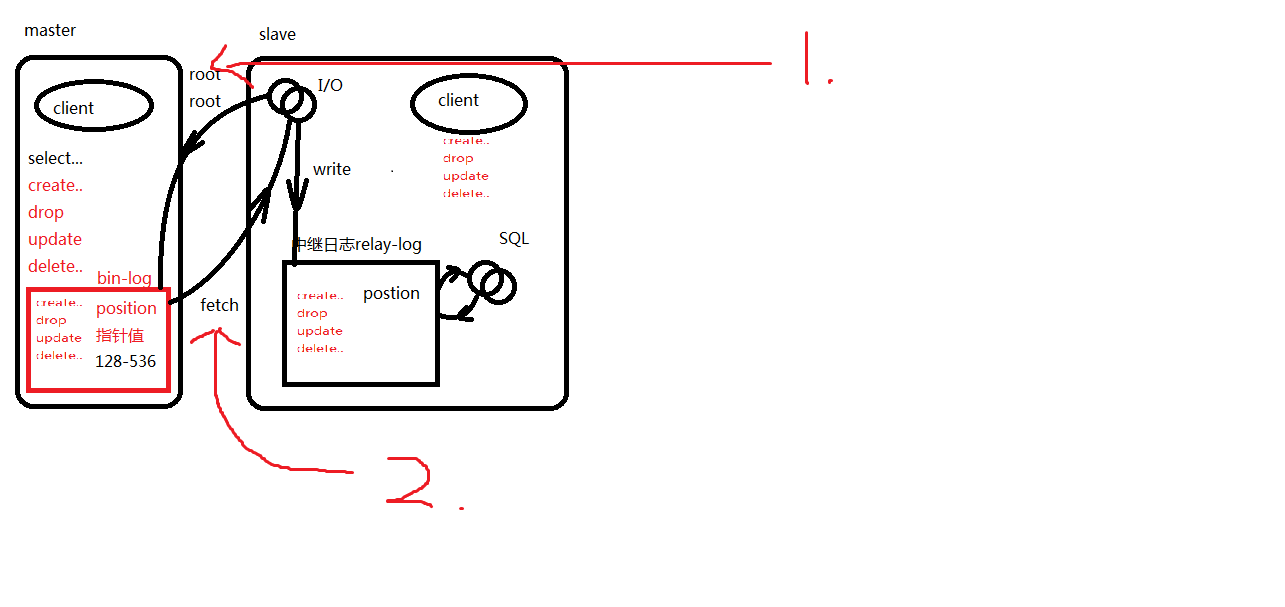 master
slave
root
root
I/O
client
client
select...
create..
drop
update
delete..
bin-log
create..
drop
update
delete..
position
指针值
128-536
fetch
write
create..
drop
update
delete..
中继日志relay-log
SQL
create..
drop
update
delete..
postion
1.
2.